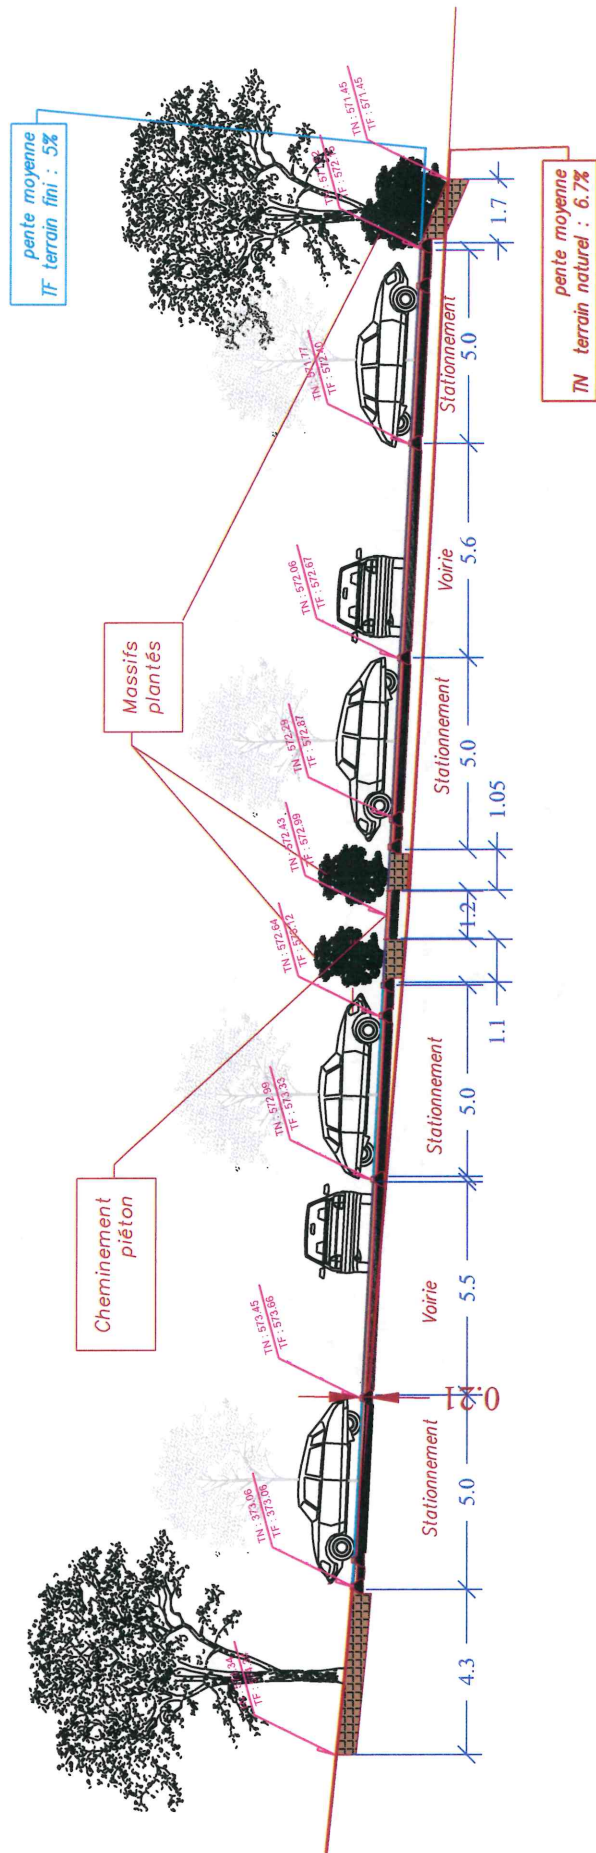 pente moyenne
TF terrain fini : 5%
pente moyenne
TN terrain naturel : 6.7%
Massifs
plantés
Cheminement
piéton
TN : 573.45
TF : 573.66
TN : 572.99
TF : 573.33
TN : 572.64
TN : 572.43
TF : 572.99
TN : 572.29
TF : 572.87
TN : 572.06
TF : 572.67
TF : 572.40
TN : 571.45
TF : 571.45
TN : 373.06
TF : 373.06
Stationnement
Voirie
Stationnement
Stationnement
Voirie
Stationnement
4.3
5.0
0.21
5.5
5.0
1.1
1.2
1.05
5.0
5.6
5.0
1.7